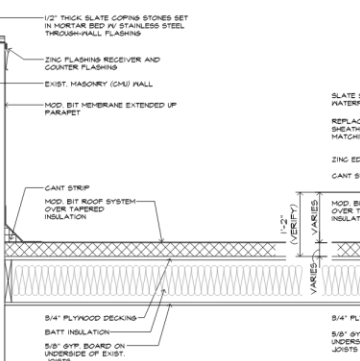 1/2" THICK SLATE COPING STONES SET
IN MORTAR BED W/ STAINLESS STEEL
THROUGH-WALL FLASHING
ZINC FLASHING RECEIVER AND
COUNTER FLASHING
EXIST. MASONRY (CMU) WALL
MOD. BIT MEMBRANE EXTENDED UP
PARAPET
CANT STRIP
MOD. BIT ROOF SYSTEM
OVER TAPERED
INSULATION
3/4" PLYWOOD DECKING
BATT INSULATION
5/8" GYP. BOARD ON
UNDERSIDE OF EXIST.
JOISTS
1'-2"
(VERIFY)
VARIES
VARIES
SLATE
WATERP
REPLAC
SHEATH
MATCHI
ZINC ED
CANT S
MOD. BI
OVER T
INSULAT
3/4" PL
5/8" GY
UNDERS
JOISTS